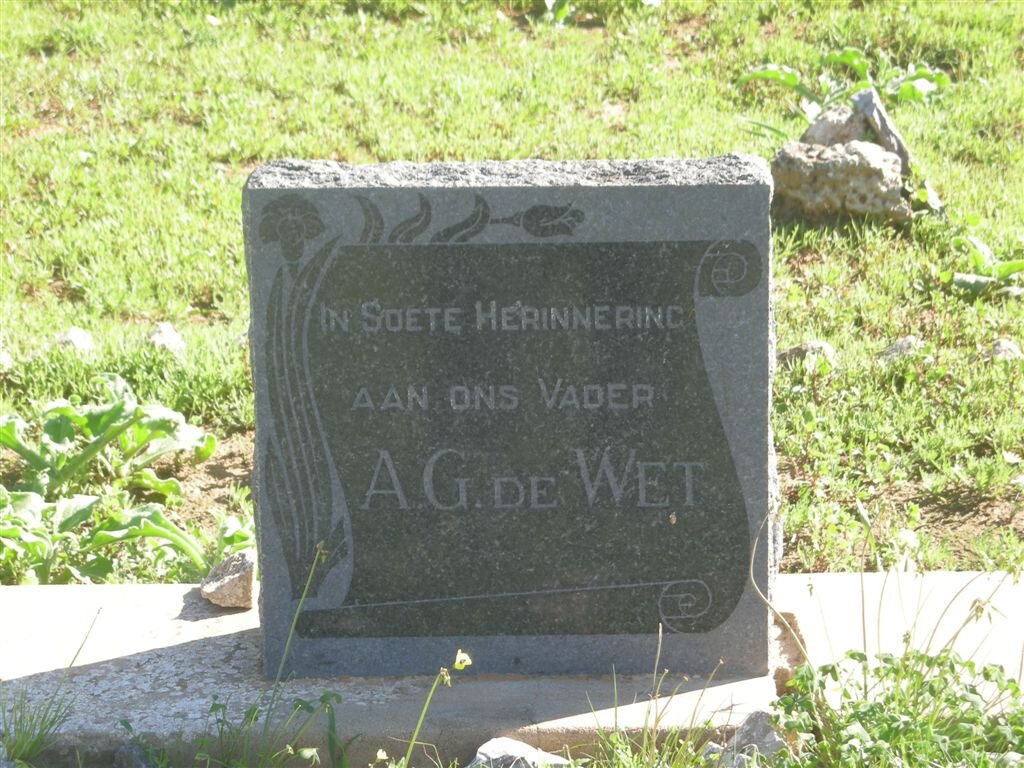 IN SOETE HERINNERING
AAN ONS VADER
A.G. DE WET